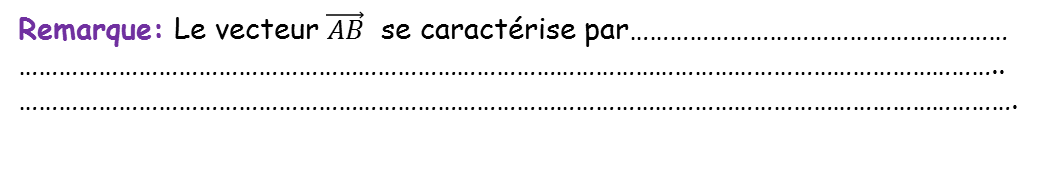 Remarque: Le vecteur $\overrightarrow{AB}$ se caractérise par……………………………………………………
…………………………………………………………………………………………………………………………………..
……………………………………………………………………………………………………………………………………….